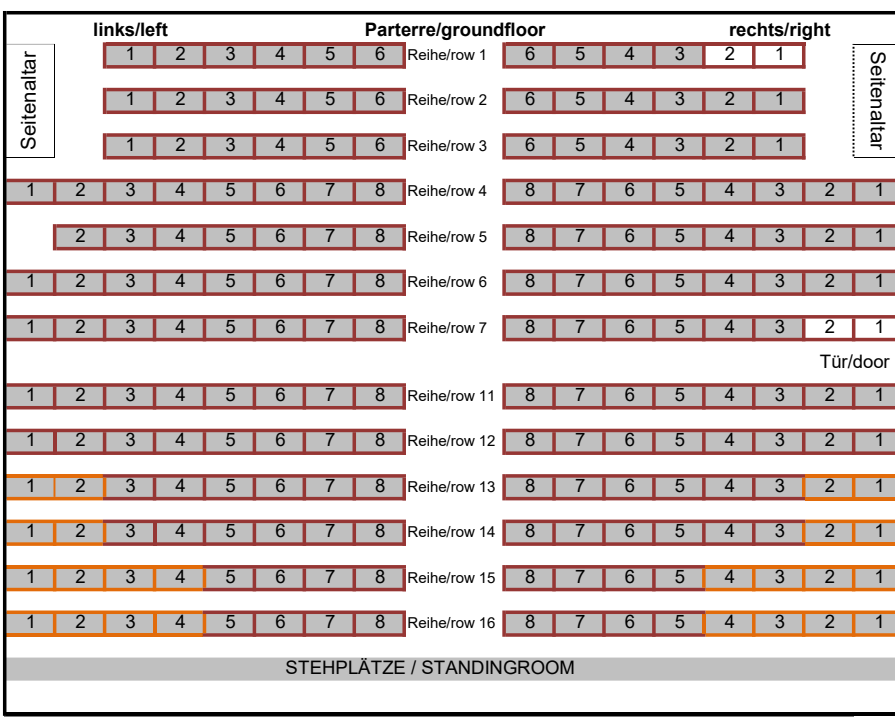 links/left Parterre/groundfloor rechts/right
1 2 3 4 5 6 Reihe/row 1 6 5 4 3 2 1
Seitenaltar
Seitenaltar
1 2 3 4 5 6 Reihe/row 2 6 5 4 3 2 1
1 2 3 4 5 6 Reihe/row 3 6 5 4 3 2 1
1 2 3 4 5 6 7 8 Reihe/row 4 8 7 6 5 4 3 2 1
2 3 4 5 6 7 8 Reihe/row 5 8 7 6 5 4 3 2 1
1 2 3 4 5 6 7 8 Reihe/row 6 8 7 6 5 4 3 2 1
1 2 3 4 5 6 7 8 Reihe/row 7 8 7 6 5 4 3 2 1
Tür/door
1 2 3 4 5 6 7 8 Reihe/row 11 8 7 6 5 4 3 2 1
1 2 3 4 5 6 7 8 Reihe/row 12 8 7 6 5 4 3 2 1
1 2 3 4 5 6 7 8 Reihe/row 13 8 7 6 5 4 3 2 1
1 2 3 4 5 6 7 8 Reihe/row 14 8 7 6 5 4 3 2 1
1 2 3 4 5 6 7 8 Reihe/row 15 8 7 6 5 4 3 2 1
1 2 3 4 5 6 7 8 Reihe/row 16 8 7 6 5 4 3 2 1
STEHPLÄTZE / STANDINGROOM